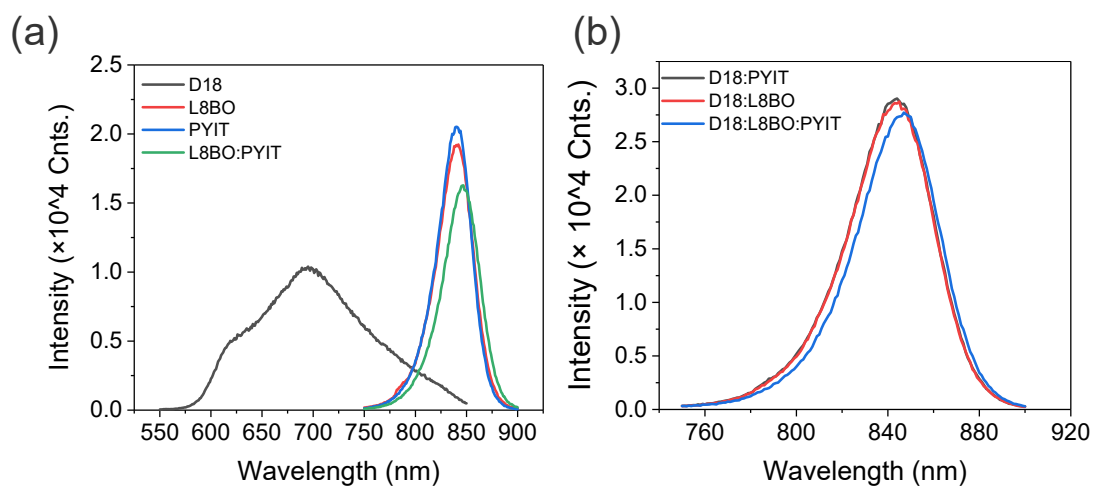 (a)
Intensity (×10^4 Cnts.)
2.5
2.0
1.5
1.0
0.5
0.0
D18
L8BO
PYIT
L8BO:PYIT
550 600 650 700 750 800 850 900
Wavelength (nm)
(b)
Intensity (× 10^4 Cnts.)
3.0
2.5
2.0
1.5
1.0
0.5
0.0
D18:PYIT
D18:L8BO
D18:L8BO:PYIT
760 800 840 880 920
Wavelength (nm)